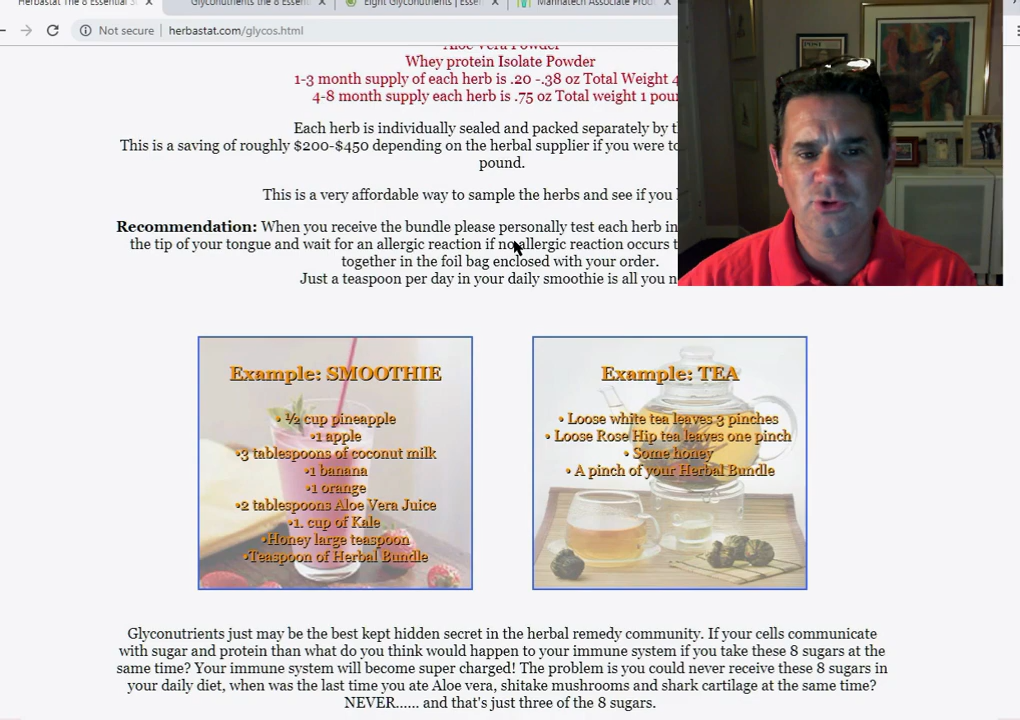 Herbastat The 8 Essential
Glyconutrients the 8 Essen
Eight Glyconutrients | Essen
Mannatech Associate Produ
Not secure | herbastat.com/glycos.html
Aloe Vera Powder
Whey protein Isolate Powder
1-3 month supply of each herb is .20 -.38 oz Total Weight 4
4-8 month supply each herb is .75 oz Total weight 1 poun
Each herb is individually sealed and packed separately by
This is a saving of roughly $200-$450 depending on the herbal supplier if you were to
pound.
This is a very affordable way to sample the herbs and see if you
Recommendation: When you receive the bundle please personally test each herb in
the tip of your tongue and wait for an allergic reaction if no allergic reaction occurs
together in the foil bag enclosed with your order.
Just a teaspoon per day in your daily smoothie is all you
POST
Example: SMOOTHIE
• ½ cup pineapple
•1 apple
•3 tablespoons of coconut milk
•1 banana
•1 orange
•2 tablespoons Aloe Vera Juice
•1. cup of Kale
•Honey large teaspoon
•Teaspoon of Herbal Bundle
Example: TEA
• Loose white tea leaves 3 pinches
• Loose Rose Hip tea leaves one pinch
• Some honey
• A pinch of your Herbal Bundle
Glyconutrients just may be the best kept hidden secret in the herbal remedy community. If your cells communicate
with sugar and protein than what do you think would happen to your immune system if you take these 8 sugars at the
same time? Your immune system will become super charged! The problem is you could never receive these 8 sugars in
your daily diet, when was the last time you ate Aloe vera, shitake mushrooms and shark cartilage at the same time?
NEVER...... and that's just three of the 8 sugars.